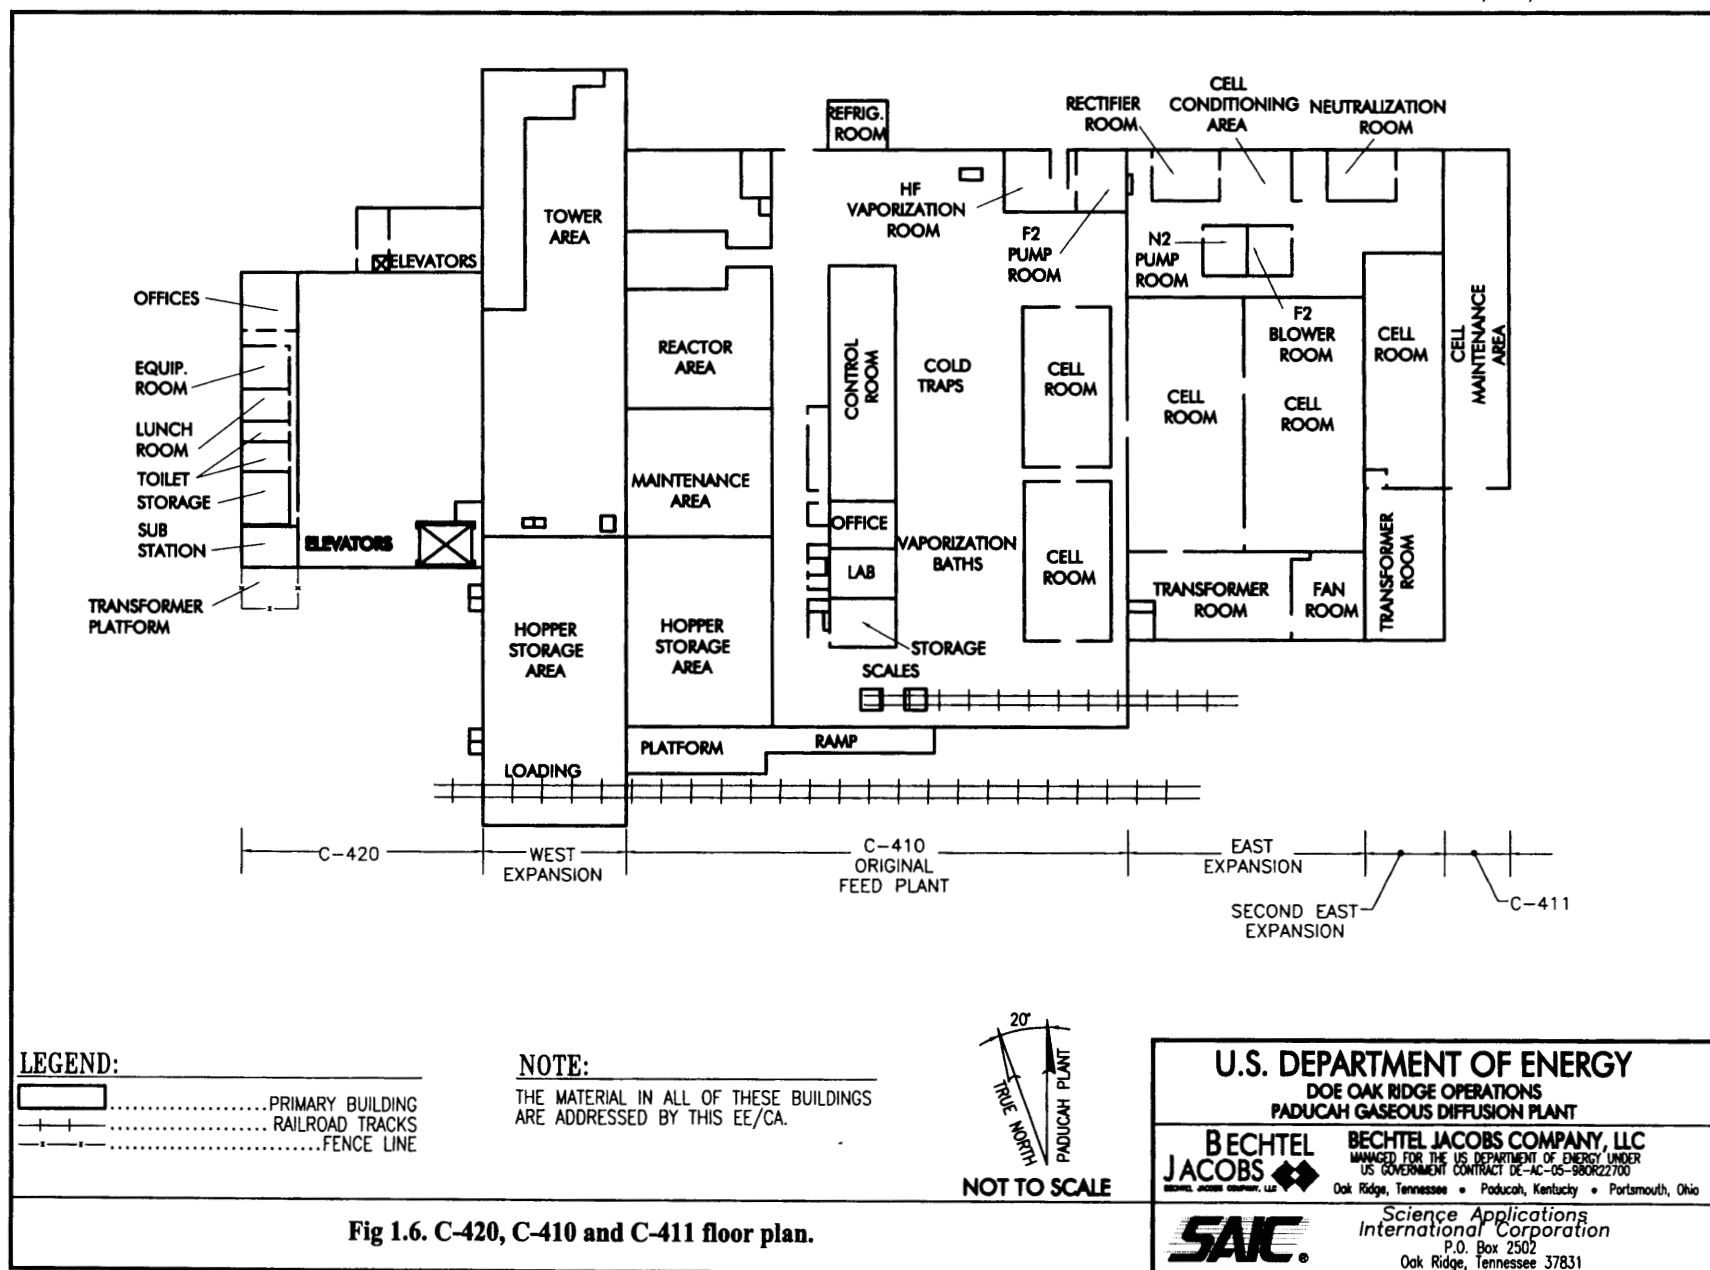 REFRIG.
ROOM
RECTIFIER
ROOM
CELL
CONDITIONING
AREA
NEUTRALIZATION
ROOM
TOWER
AREA
HF
VAPORIZATION
ROOM
F2
PUMP
ROOM
N2
PUMP
ROOM
F2
BLOWER
ROOM
ELEVATORS
OFFICES
EQUIP.
ROOM
LUNCH
ROOM
TOILET
STORAGE
SUB
STATION
TRANSFORMER
PLATFORM
ELEVATORS
REACTOR
AREA
MAINTENANCE
AREA
CONTROL
ROOM
COLD
TRAPS
CELL
ROOM
CELL
ROOM
CELL
ROOM
CELL
ROOM
CELL
MAINTENANCE
AREA
OFFICE
LAB
VAPORIZATION
BATHS
CELL
ROOM
TRANSFORMER
ROOM
FAN
ROOM
TRANSFORMER
ROOM
HOPPER
STORAGE
AREA
HOPPER
STORAGE
AREA
STORAGE
SCALES
PLATFORM
RAMP
LOADING
C-420
WEST
EXPANSION
C-410
ORIGINAL
FEED PLANT
EAST
EXPANSION
SECOND EAST
EXPANSION
C-411
LEGEND:
PRIMARY BUILDING
RAILROAD TRACKS
FENCE LINE
NOTE:
THE MATERIAL IN ALL OF THESE BUILDINGS
ARE ADDRESSED BY THIS EE/CA.
20°
TRUE NORTH
PADUCAH PLANT
NOT TO SCALE
U.S. DEPARTMENT OF ENERGY
DOE OAK RIDGE OPERATIONS
PADUCAH GASEOUS DIFFUSION PLANT
BECHTEL
JACOBS
BECHTEL JACOBS COMPANY, LLC
BECHTEL JACOBS COMPANY, LLC
MANAGED FOR THE US DEPARTMENT OF ENERGY UNDER
US GOVERNMENT CONTRACT DE-AC-05-98OR22700
Oak Ridge, Tennessee • Paducah, Kentucky • Portsmouth, Ohio
SAIC®
Science Applications
International Corporation
P.O. Box 2502
Oak Ridge, Tennessee 37831
Fig 1.6. C-420, C-410 and C-411 floor plan.